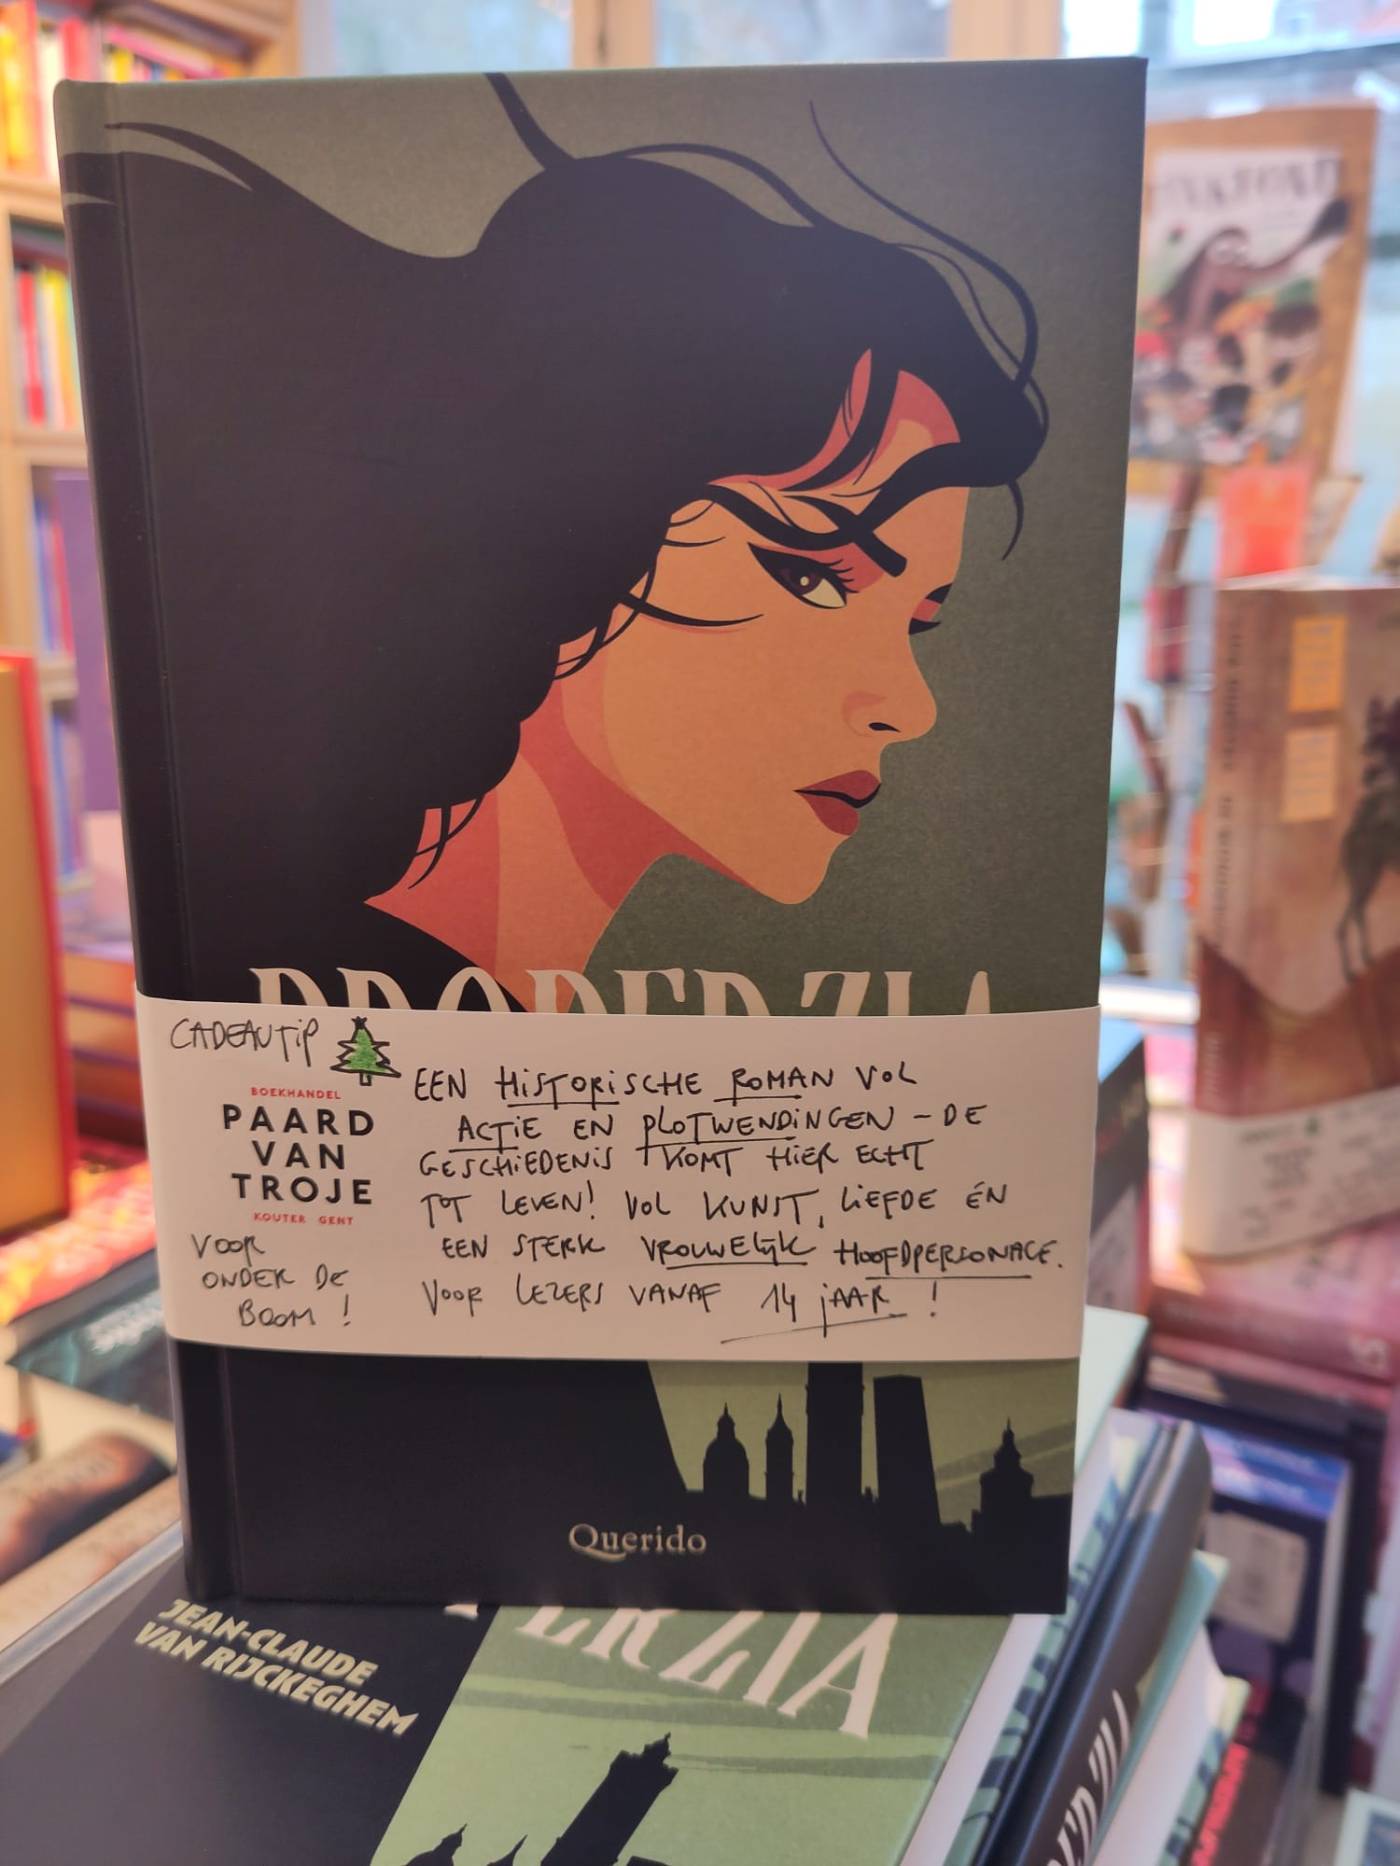 PROPERZIA
CADEAUTIP
BOEKHANDEL
PAARD
VAN
TROJE
KOUTER GENT
VOOR
ONDER DE
BOOM!
EEN HISTORISCHE ROMAN VOL
ACTIE EN PLOTWENDINGEN - DE
GESCHIEDENIS KOMT HIER ECHT
TOT LEVEN! VOL KUNST, LIEFDE ÉN
EEN STERK VROUWELIJK HOOFDPERSONAGE.
VOOR LEZERS VANAF 14 JAAR!
Querido
JEAN-CLAUDE
VAN RIJCKEGHEM
PERZIA